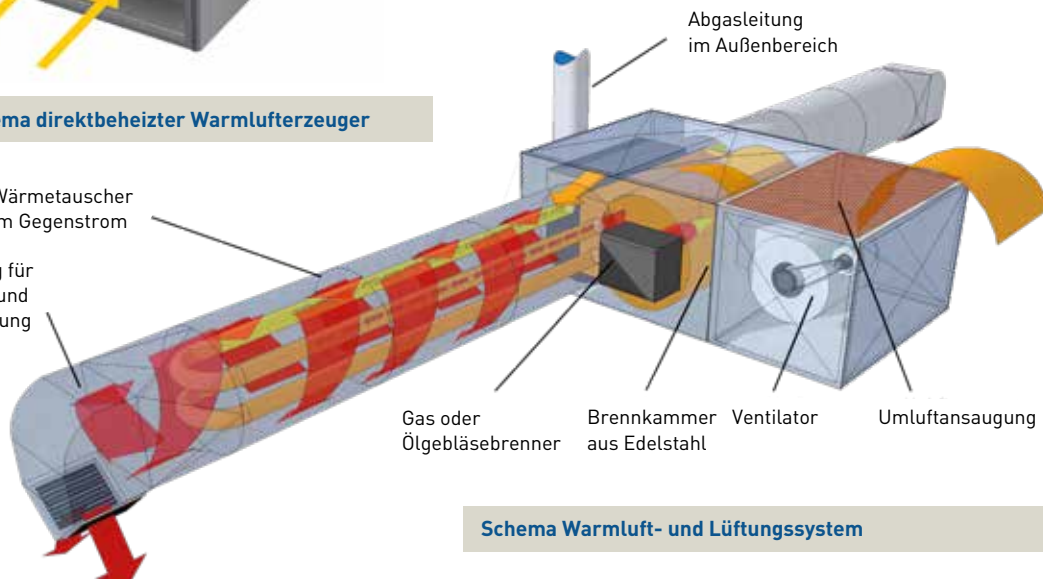 Abgasleitung
im Außenbereich
ema direktbeheizter Warmlufterzeuger
Wärmetauscher
m Gegenstrom
g für
und
ung
Gas oder
Ölgebläsebrenner
Brennkammer
aus Edelstahl
Ventilator
Umluftansaugung
Schema Warmluft- und Lüftungssystem